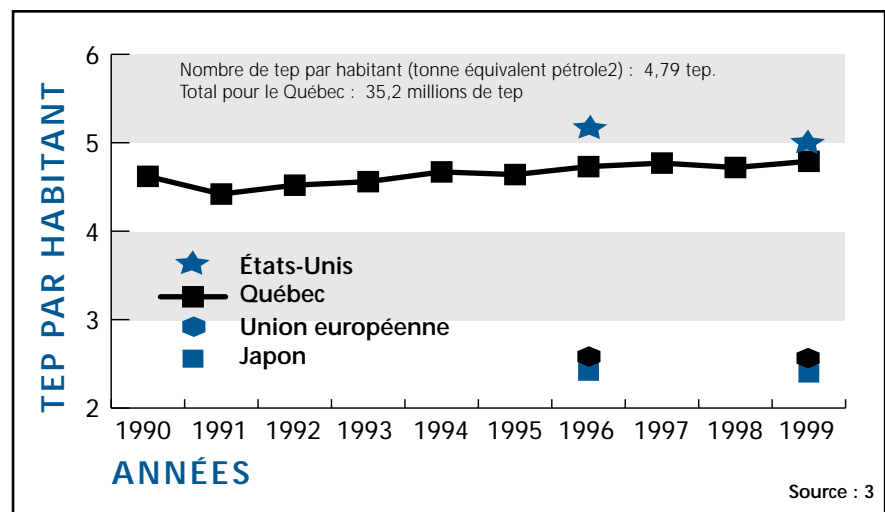 Nombre de tep par habitant (tonne équivalent pétrole2) : 4,79 tep.
Total pour le Québec : 35,2 millions de tep
TEP PAR HABITANT
6
5
4
3
2
États-Unis
Québec
Union européenne
Japon
1990 1991 1992 1993 1994 1995 1996 1997 1998 1999
ANNÉES
Source : 3